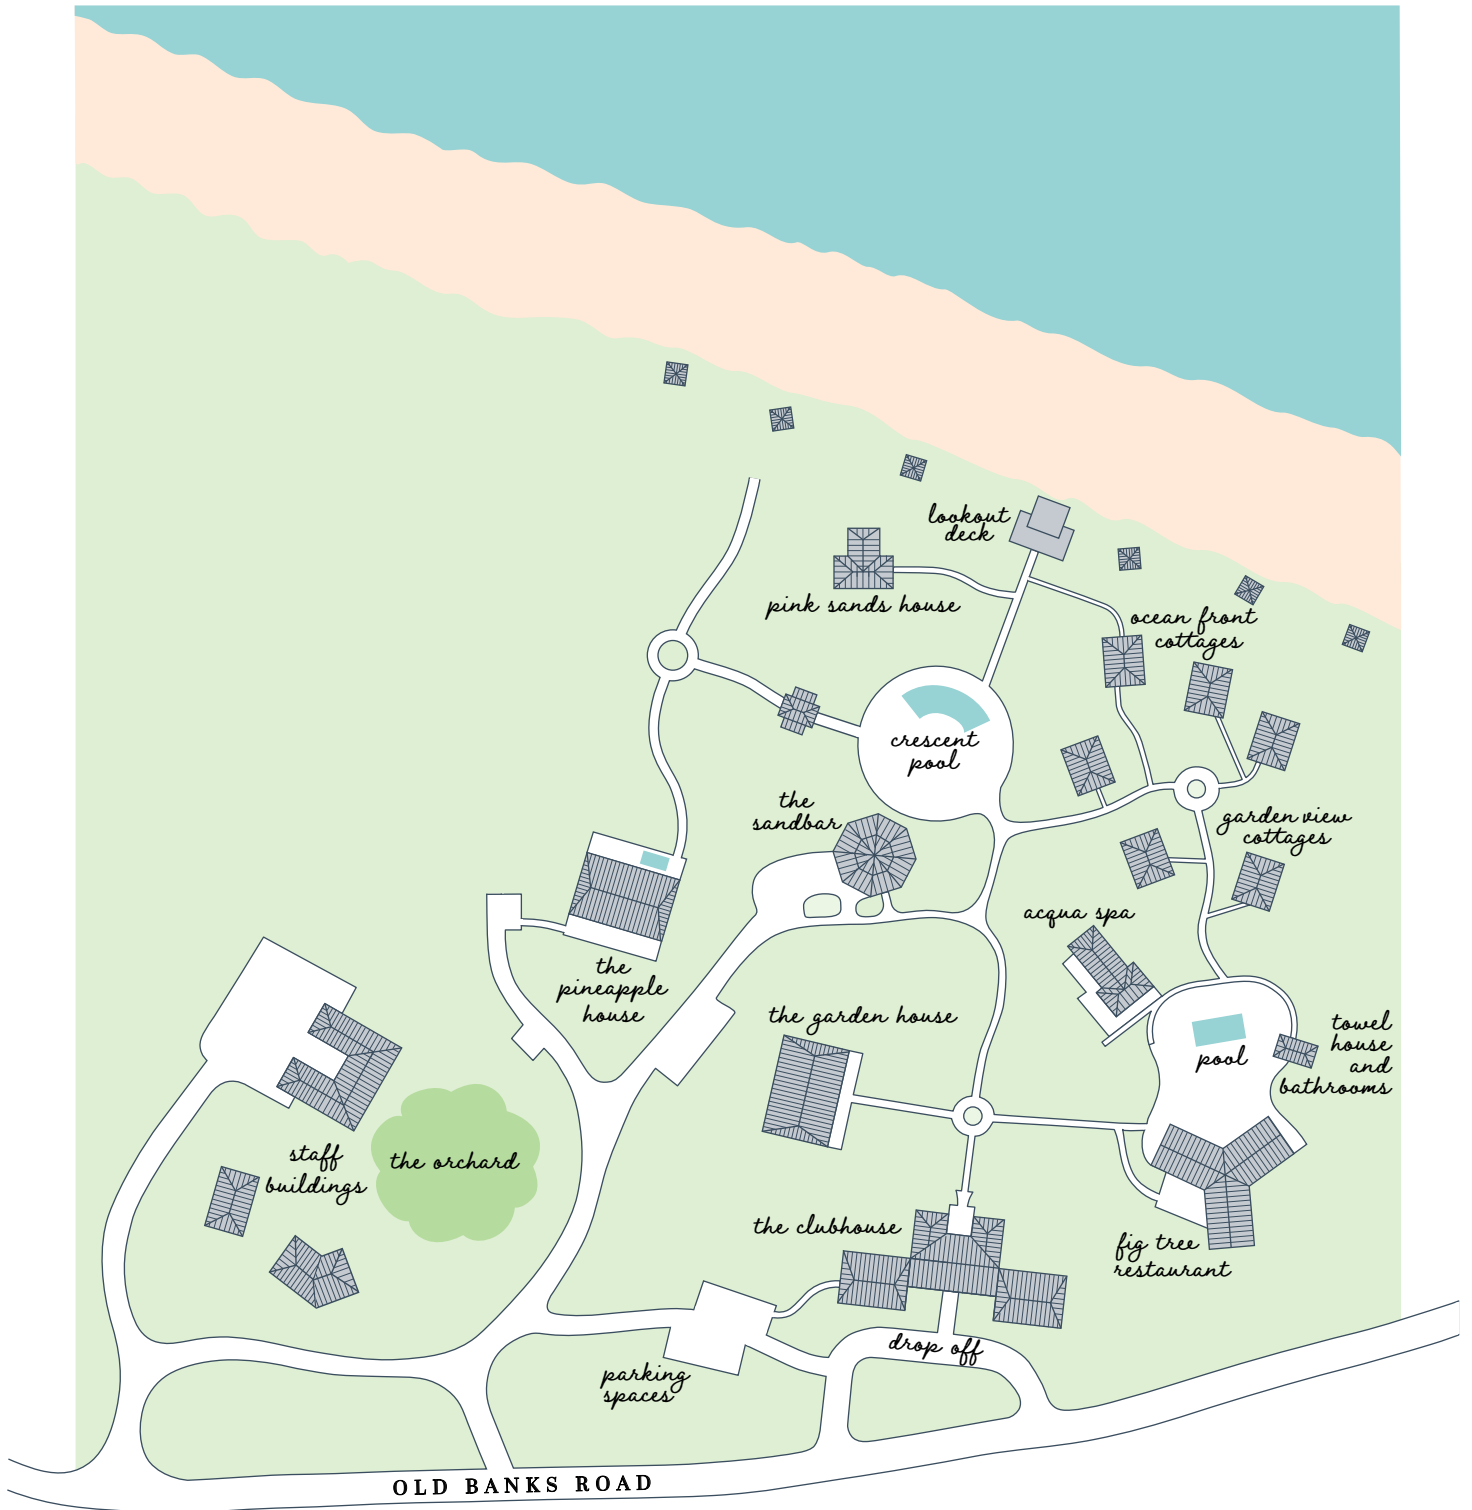 lookout
deck
pink sands house
ocean front
cottages
crescent
pool
the
sandbar
garden view
cottages
acqua spa
the
pineapple
house
the garden house
towel
house
and
bathrooms
pool
staff
buildings
the orchard
the clubhouse
fig tree
restaurant
drop off
parking
spaces
OLD BANKS ROAD